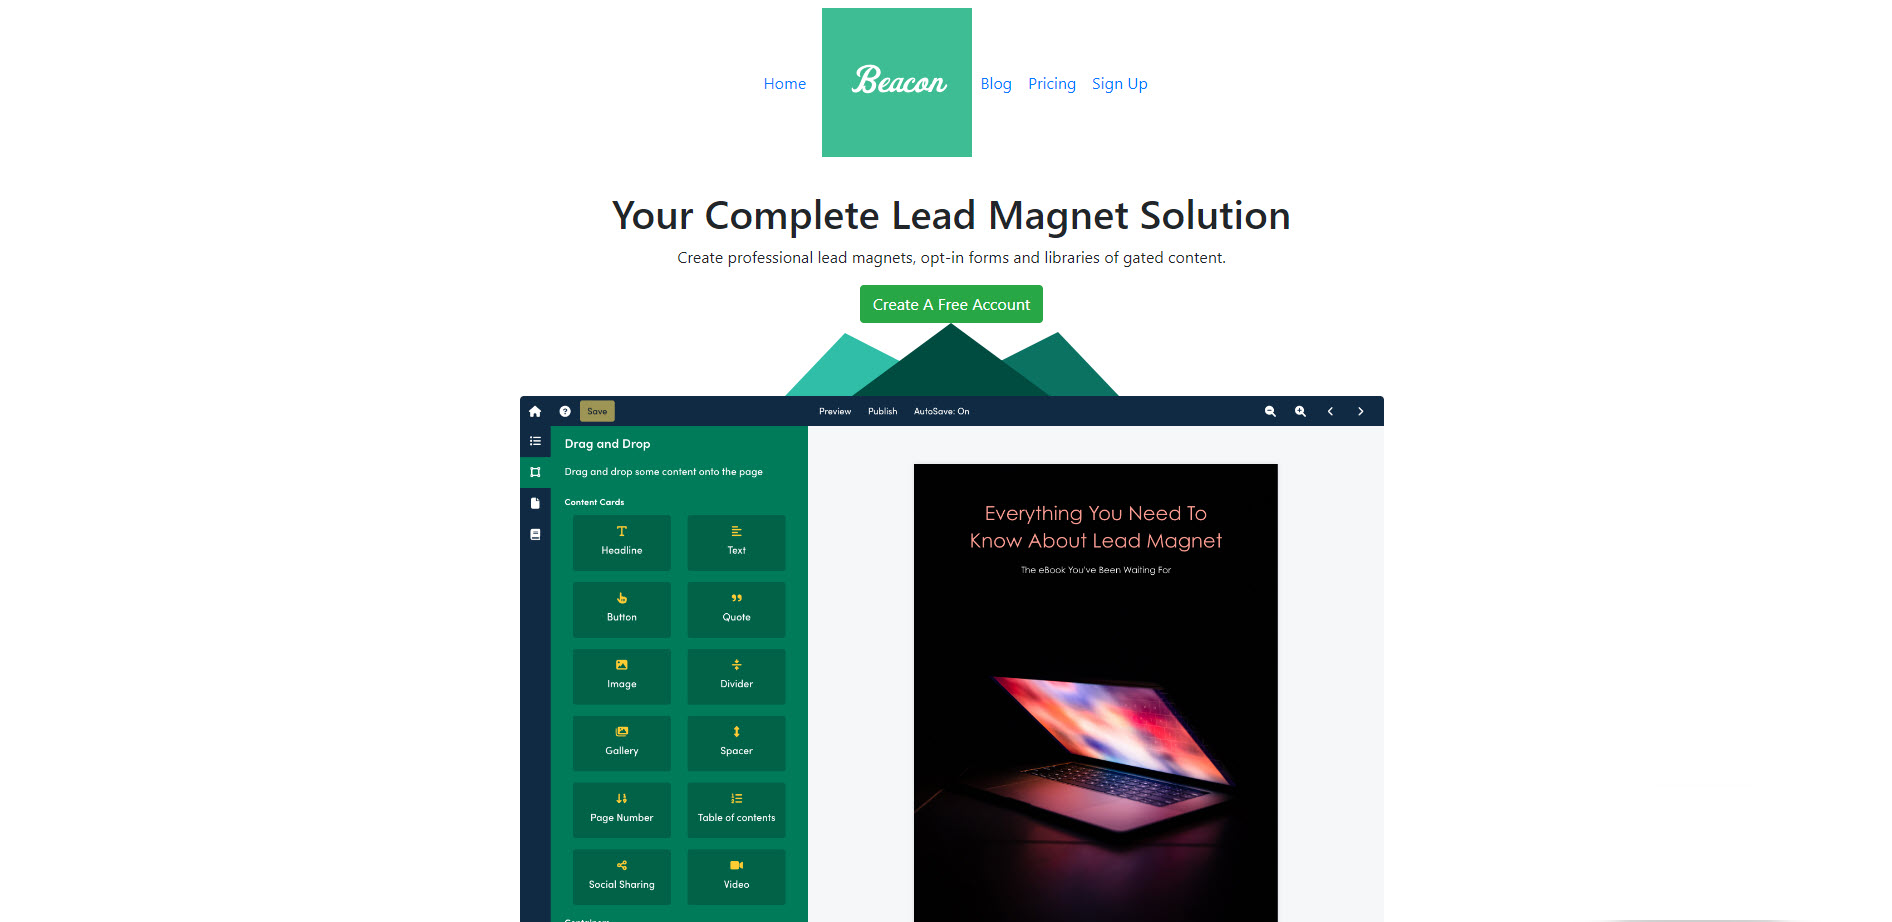 Home
Beacon
Blog
Pricing
Sign Up
Your Complete Lead Magnet Solution
Create professional lead magnets, opt-in forms and libraries of gated content.
Create A Free Account
Save
Preview
Publish
AutoSave: On
Drag and Drop
Drag and drop some content onto the page
Content Cards
Headline
Text
Button
Quote
Image
Divider
Gallery
Spacer
Page Number
Table of contents
Social Sharing
Video
Everything You Need To
Know About Lead Magnet
The eBook You've Been Waiting For